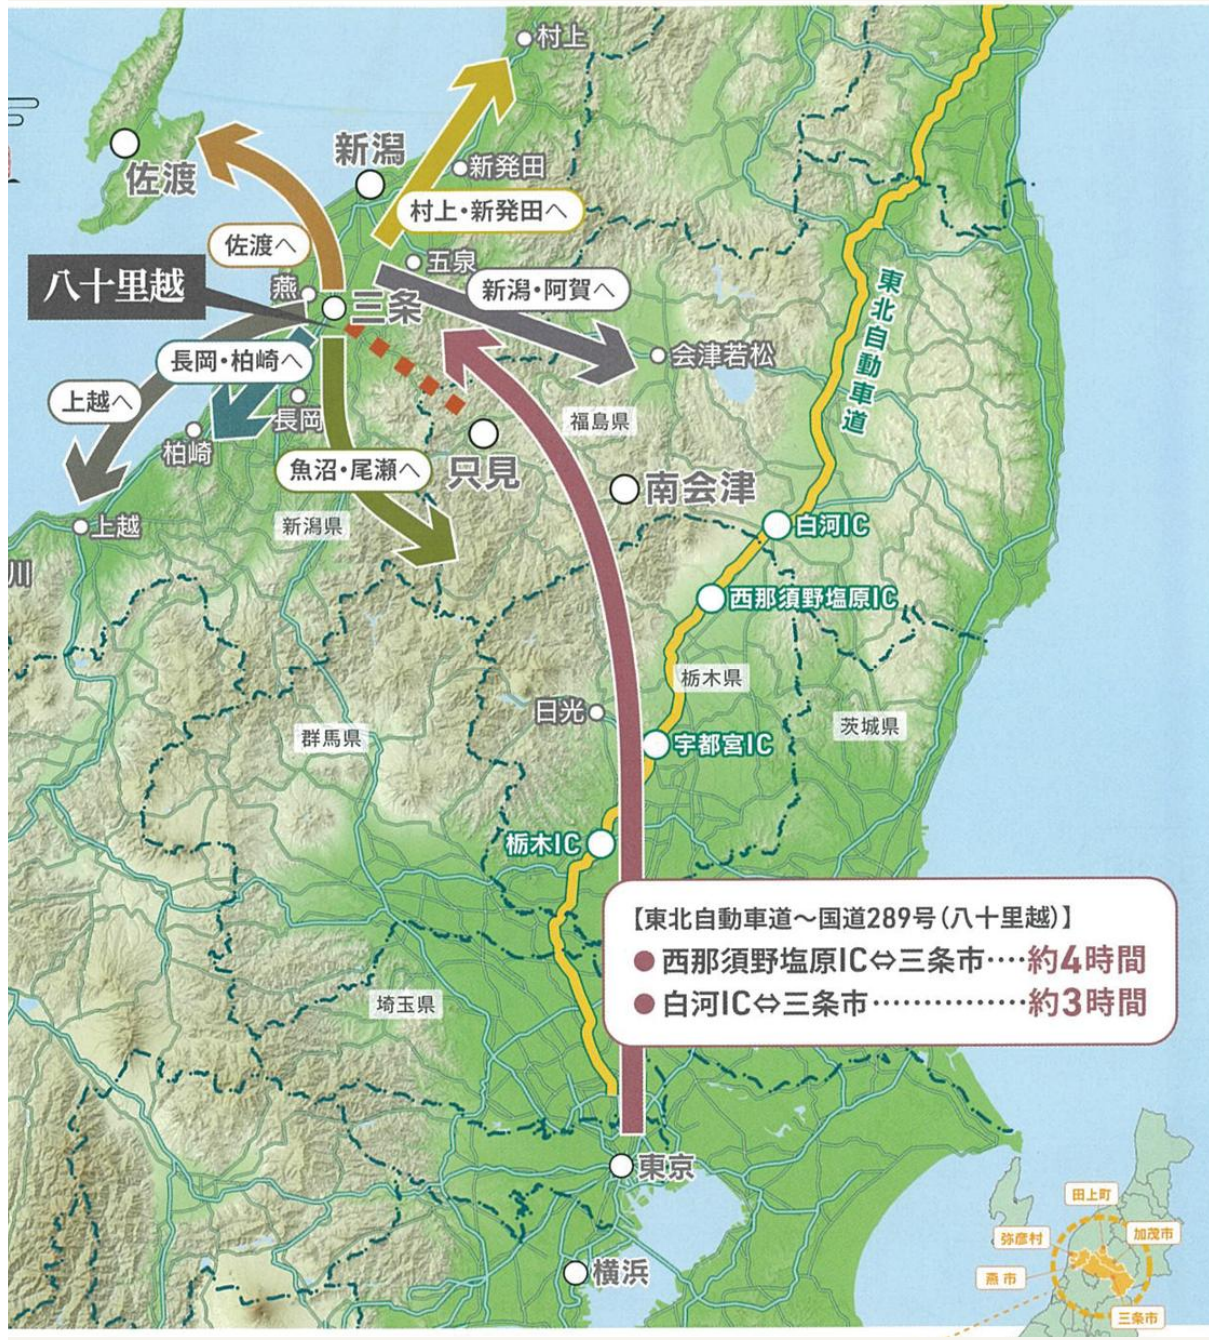 村上
新潟
新発田
佐渡
村上・新発田へ
佐渡へ
五泉
八十里越
燕
三条
新潟・阿賀へ
東北自動車道
長岡・柏崎へ
会津若松
上越へ
長岡
福島県
柏崎
魚沼・尾瀬へ
只見
南会津
上越
新潟県
白河IC
川
西那須野塩原IC
栃木県
日光
茨城県
群馬県
宇都宮IC
栃木IC
【東北自動車道〜国道289号(八十里越)】
●西那須野塩原IC⇔三条市‥‥約4時間
●白河IC⇔三条市……………約3時間
埼玉県
東京
横浜
田上町
弥彦村
加茂市
燕市
三条市